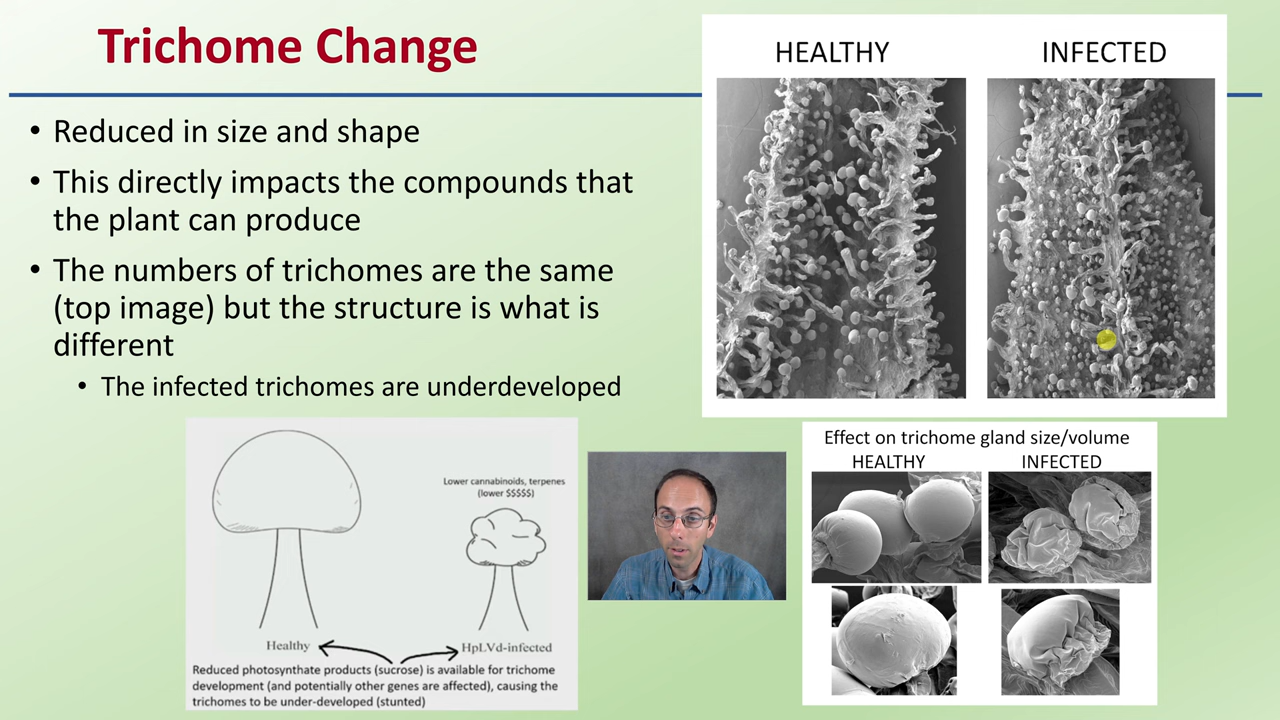 Trichome Change
• Reduced in size and shape
• This directly impacts the compounds that
the plant can produce
• The numbers of trichomes are the same
(top image) but the structure is what is
different
• The infected trichomes are underdeveloped
HEALTHY INFECTED
Lower cannabinoids, terpenes
(lower $$$$$)
Healthy HpLVd-infected
Reduced photosynthate products (sucrose) is available for trichome
development (and potentially other genes are affected), causing the
trichomes to be under-developed (stunted)
Effect on trichome gland size/volume
HEALTHY INFECTED